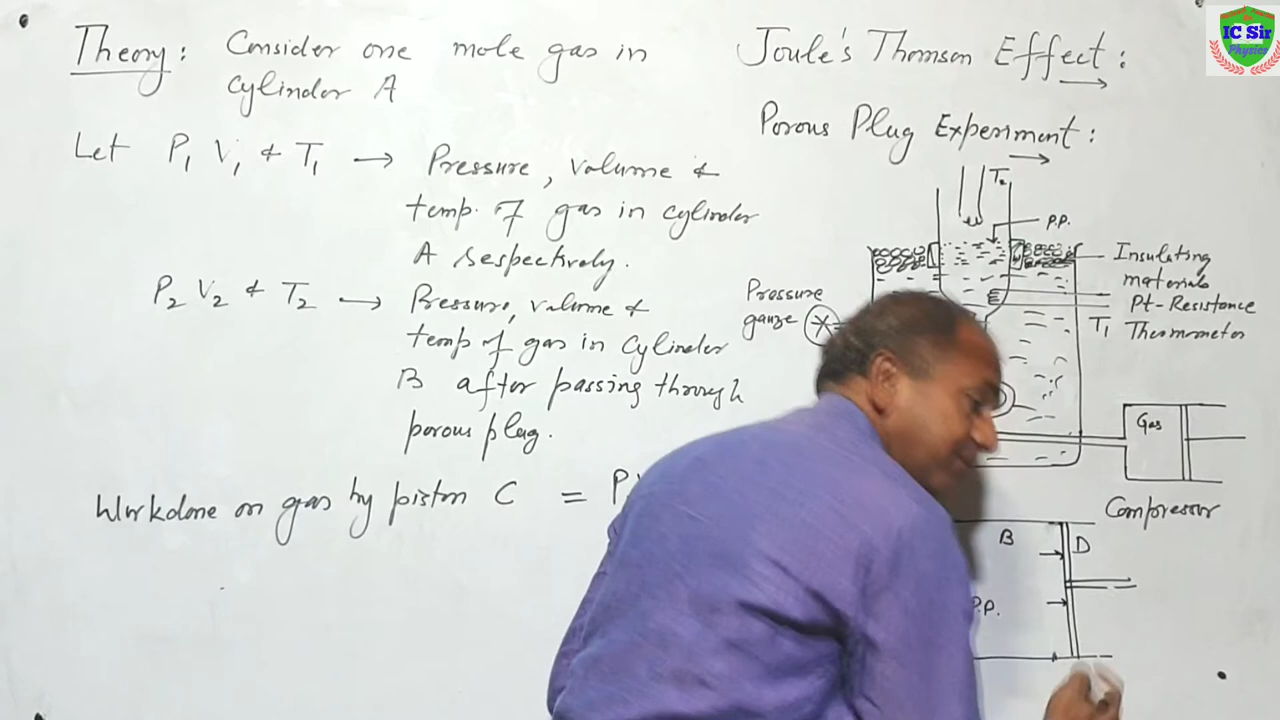 Theory: Consider one mole gas in
cylinder A
Let P₁ V₁ & T₁ → Pressure, volume &
temp. of gas in cylinder
A respectively.
P₂ V₂ & T₂ → Pressure, volume &
temp of gas in cylinder
B after passing through
porous plug.
Workdone on gas by piston C = P
Joule's Thomson Effect:
Porous Plug Experiment:
T₂
P.P.
Insulating
materials
Pt-Resistance
T₁ Thermometer
Pressure
gauze
Gas
Compressor
B
D
P.P.
IC Sir
Physics